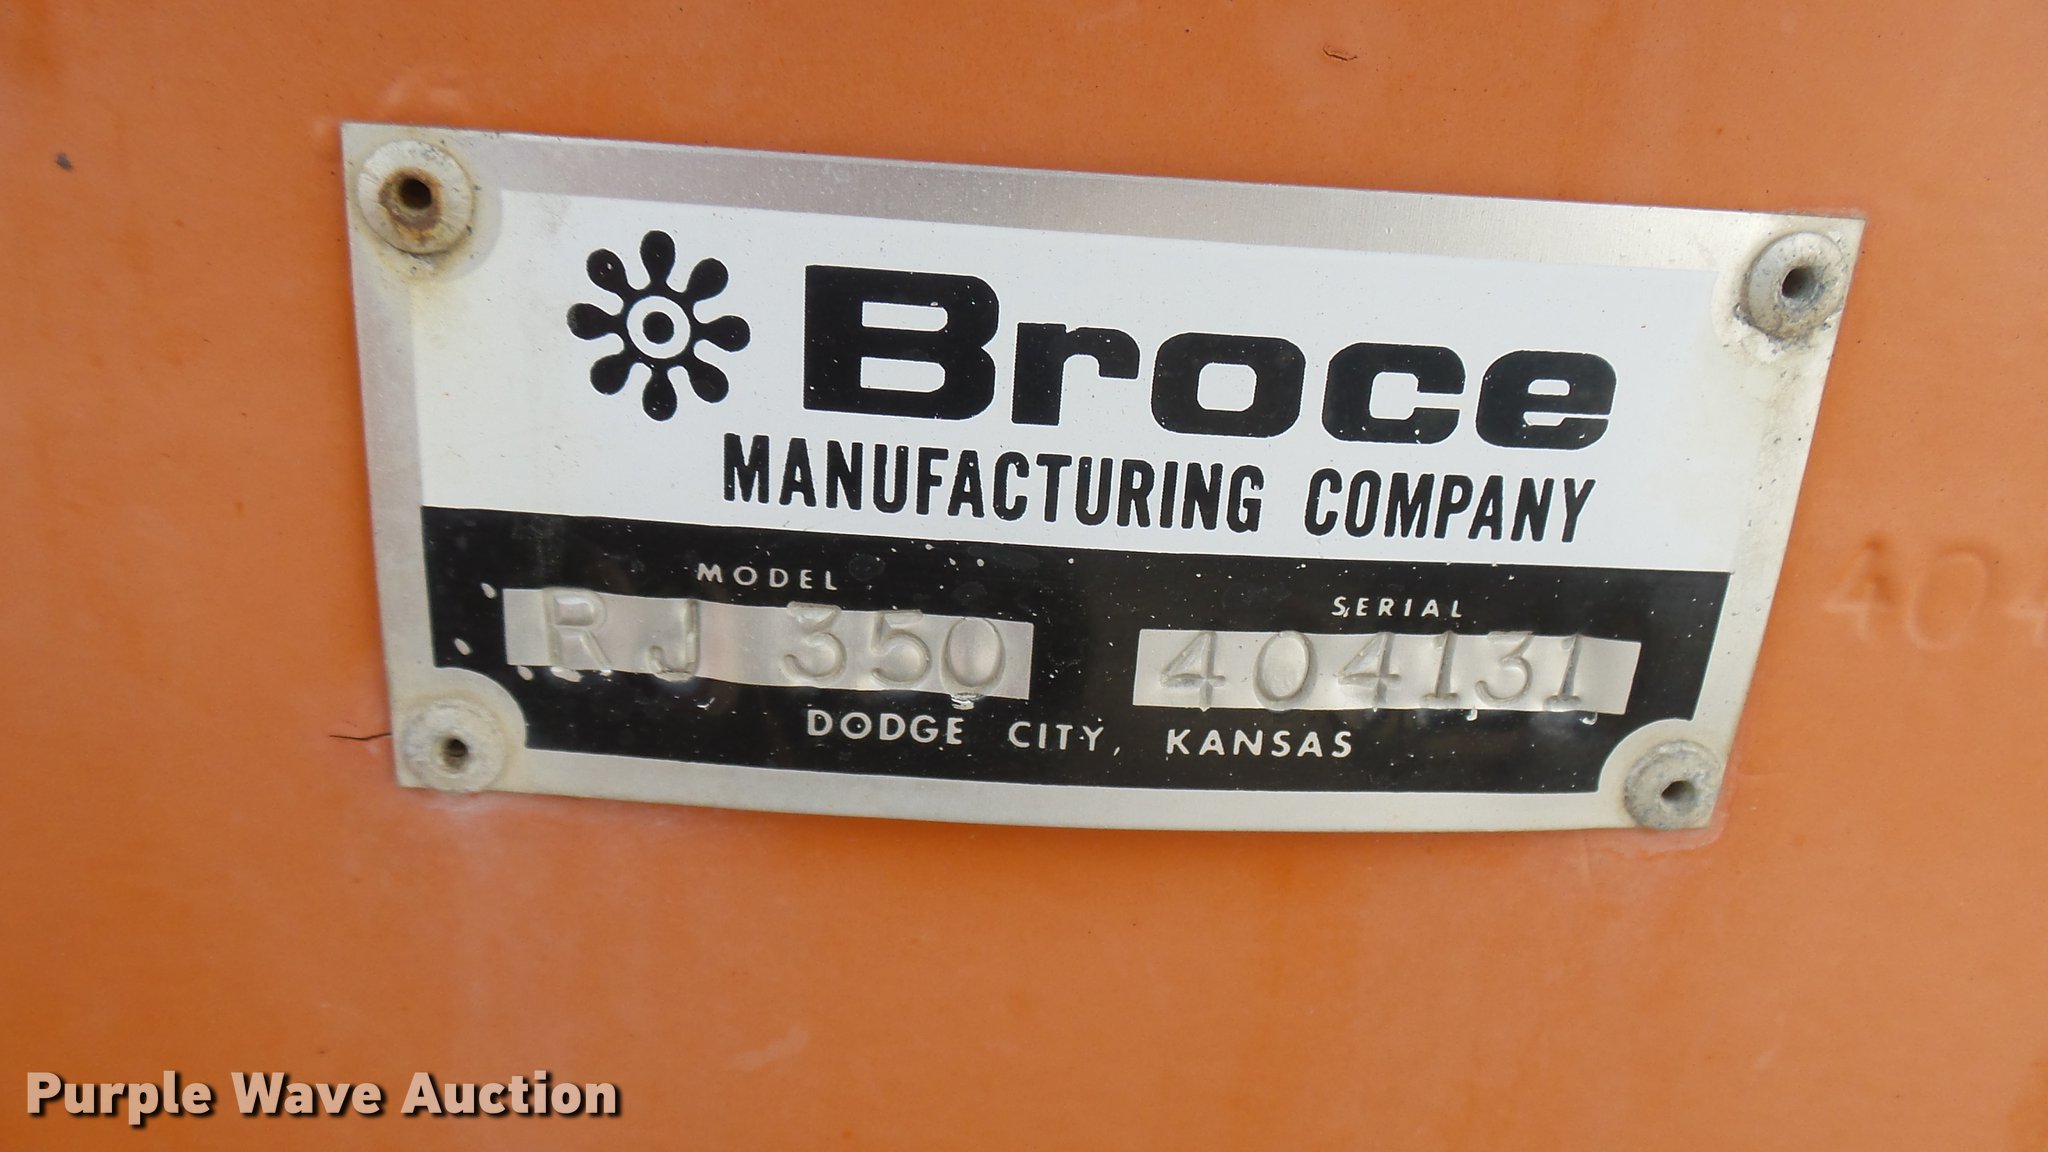 Broce
MANUFACTURING COMPANY
MODEL SERIAL
RJ 350 404131
DODGE CITY, KANSAS
404
Purple Wave Auction